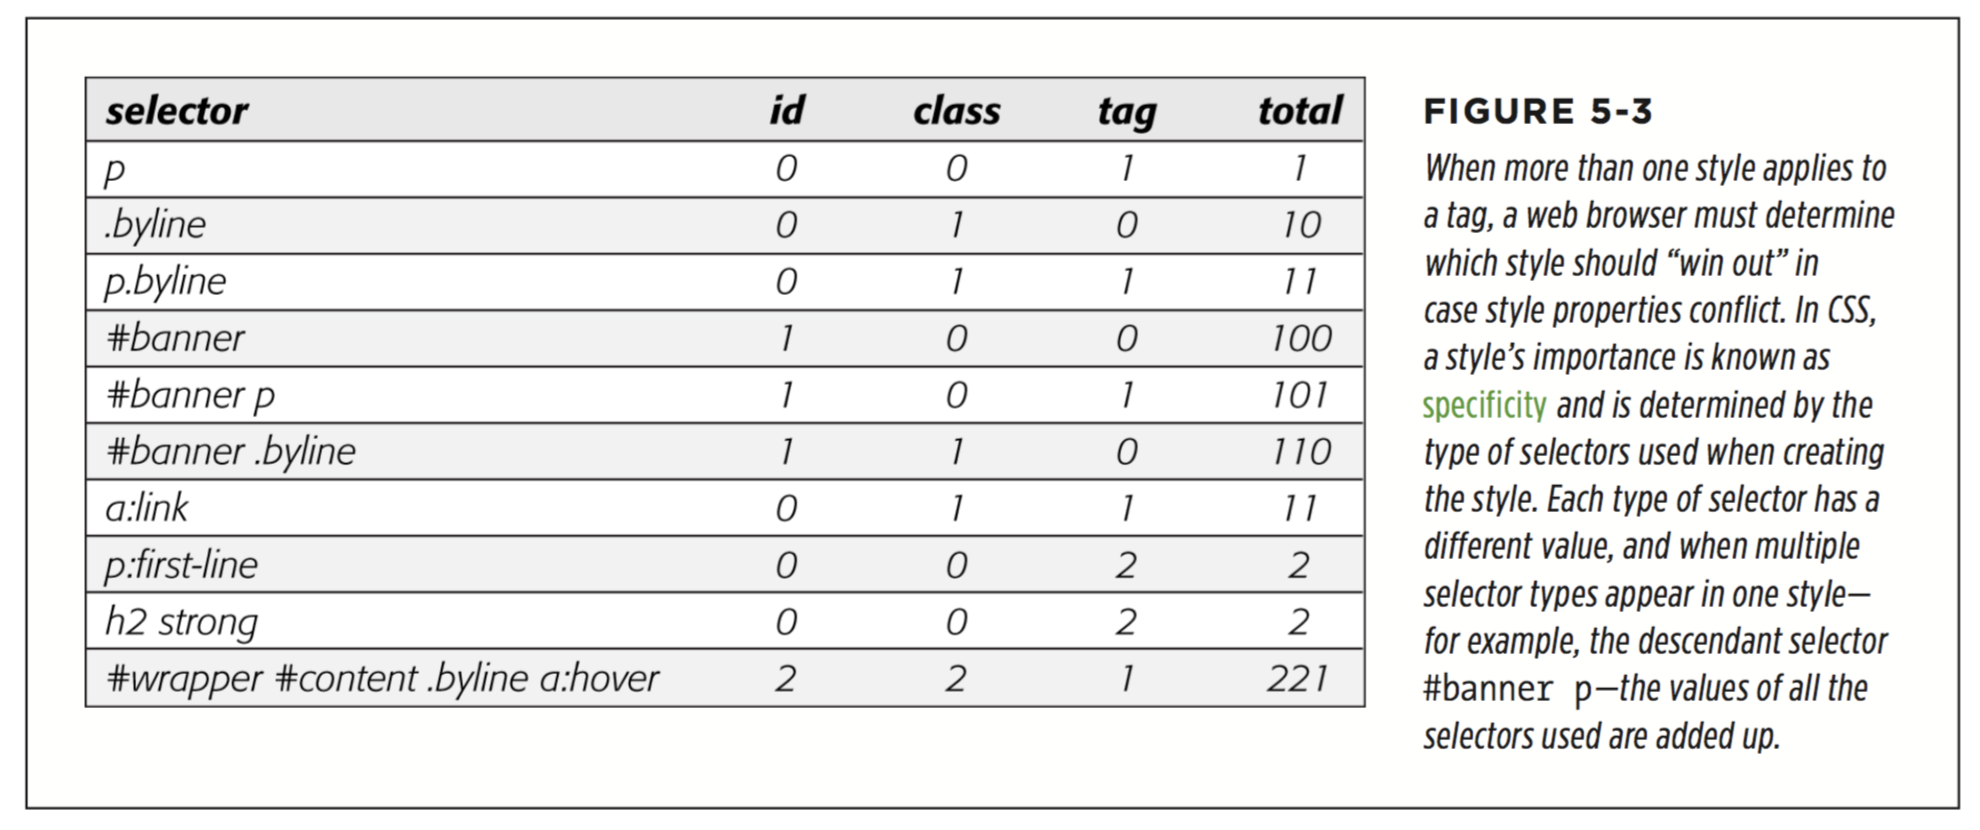 selector id class tag total
p 0 0 1 1
.byline 0 1 0 10
p.byline 0 1 1 11
#banner 1 0 0 100
#banner p 1 0 1 101
#banner .byline 1 1 0 110
a:link 0 1 1 11
p:first-line 0 0 2 2
h2 strong 0 0 2 2
#wrapper #content .byline a:hover 2 2 1 221
FIGURE 5-3
When more than one style applies to
a tag, a web browser must determine
which style should “win out” in
case style properties conflict. In CSS,
a style’s importance is known as
specificity and is determined by the
type of selectors used when creating
the style. Each type of selector has a
different value, and when multiple
selector types appear in one style—
for example, the descendant selector
#banner p—the values of all the
selectors used are added up.